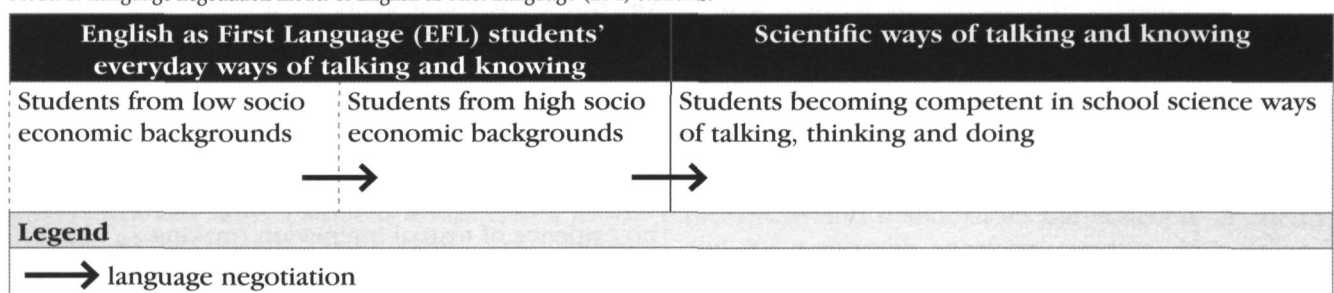 English as First Language (EFL) students'
everyday ways of talking and knowing
Scientific ways of talking and knowing
Students from low socio
economic backgrounds
Students from high socio
economic backgrounds
Students becoming competent in school science ways
of talking, thinking and doing
Legend
language negotiation